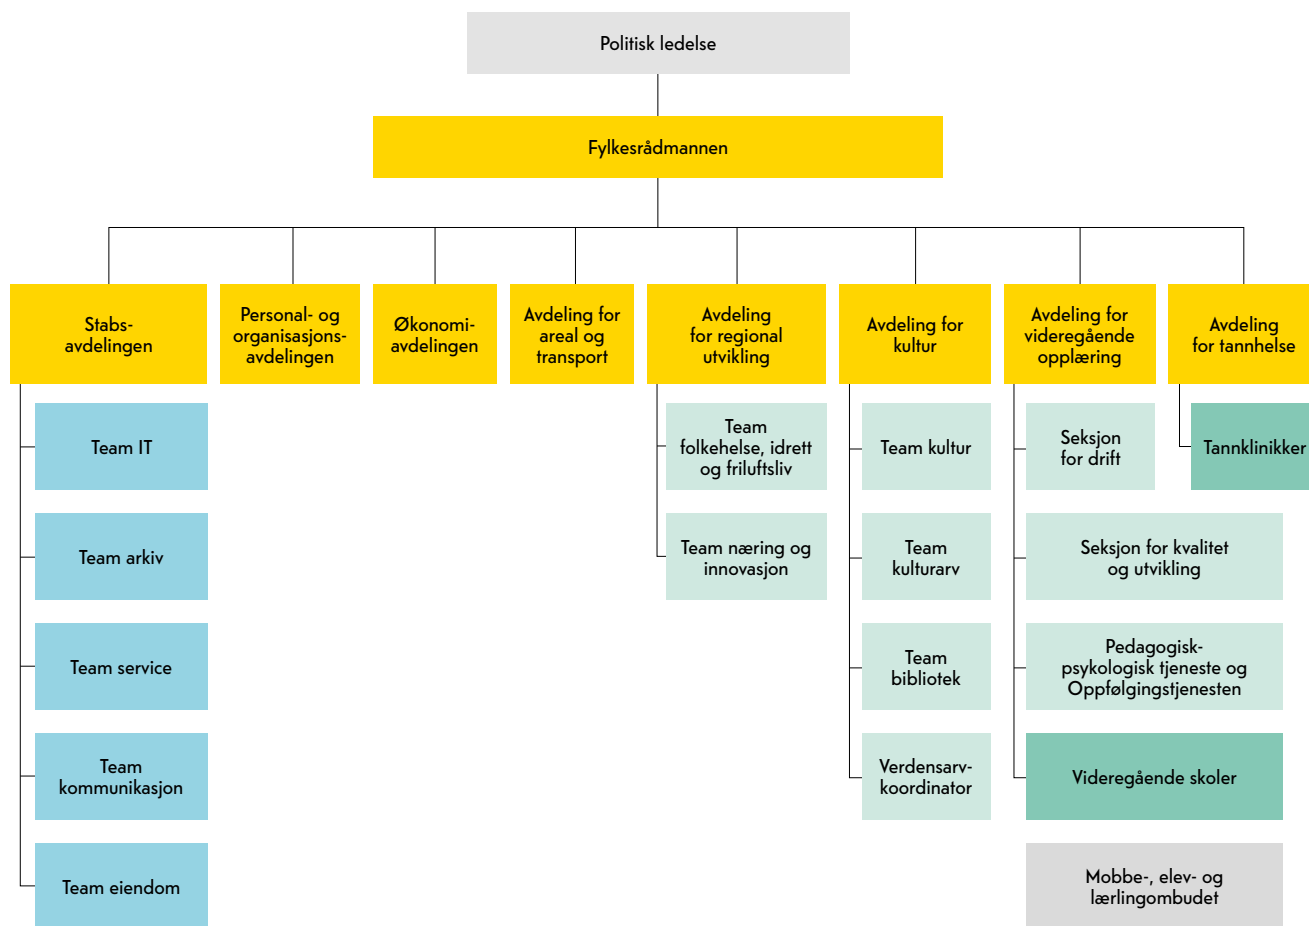 Politisk ledelse
Fylkesrådmannen
Stabs-
avdelingen
Personal- og
organisasjons-
avdelingen
Økonomi-
avdelingen
Avdeling for
areal og
transport
Avdeling
for regional
utvikling
Avdeling for
kultur
Avdeling for
videregående
opplæring
Avdeling
for tannhelse
Team IT
Team arkiv
Team service
Team
kommunikasjon
Team eiendom
Team
folkehelse, idrett
og friluftsliv
Team næring og
innovasjon
Team kultur
Team
kulturarv
Team
bibliotek
Verdensarv-
koordinator
Seksjon
for drift
Seksjon for kvalitet
og utvikling
Pedagogisk-
psykologisk tjeneste og
Oppfølgingstjenesten
Videregående skoler
Mobbe-, elev- og
lærlingombudet
Tannklinikker